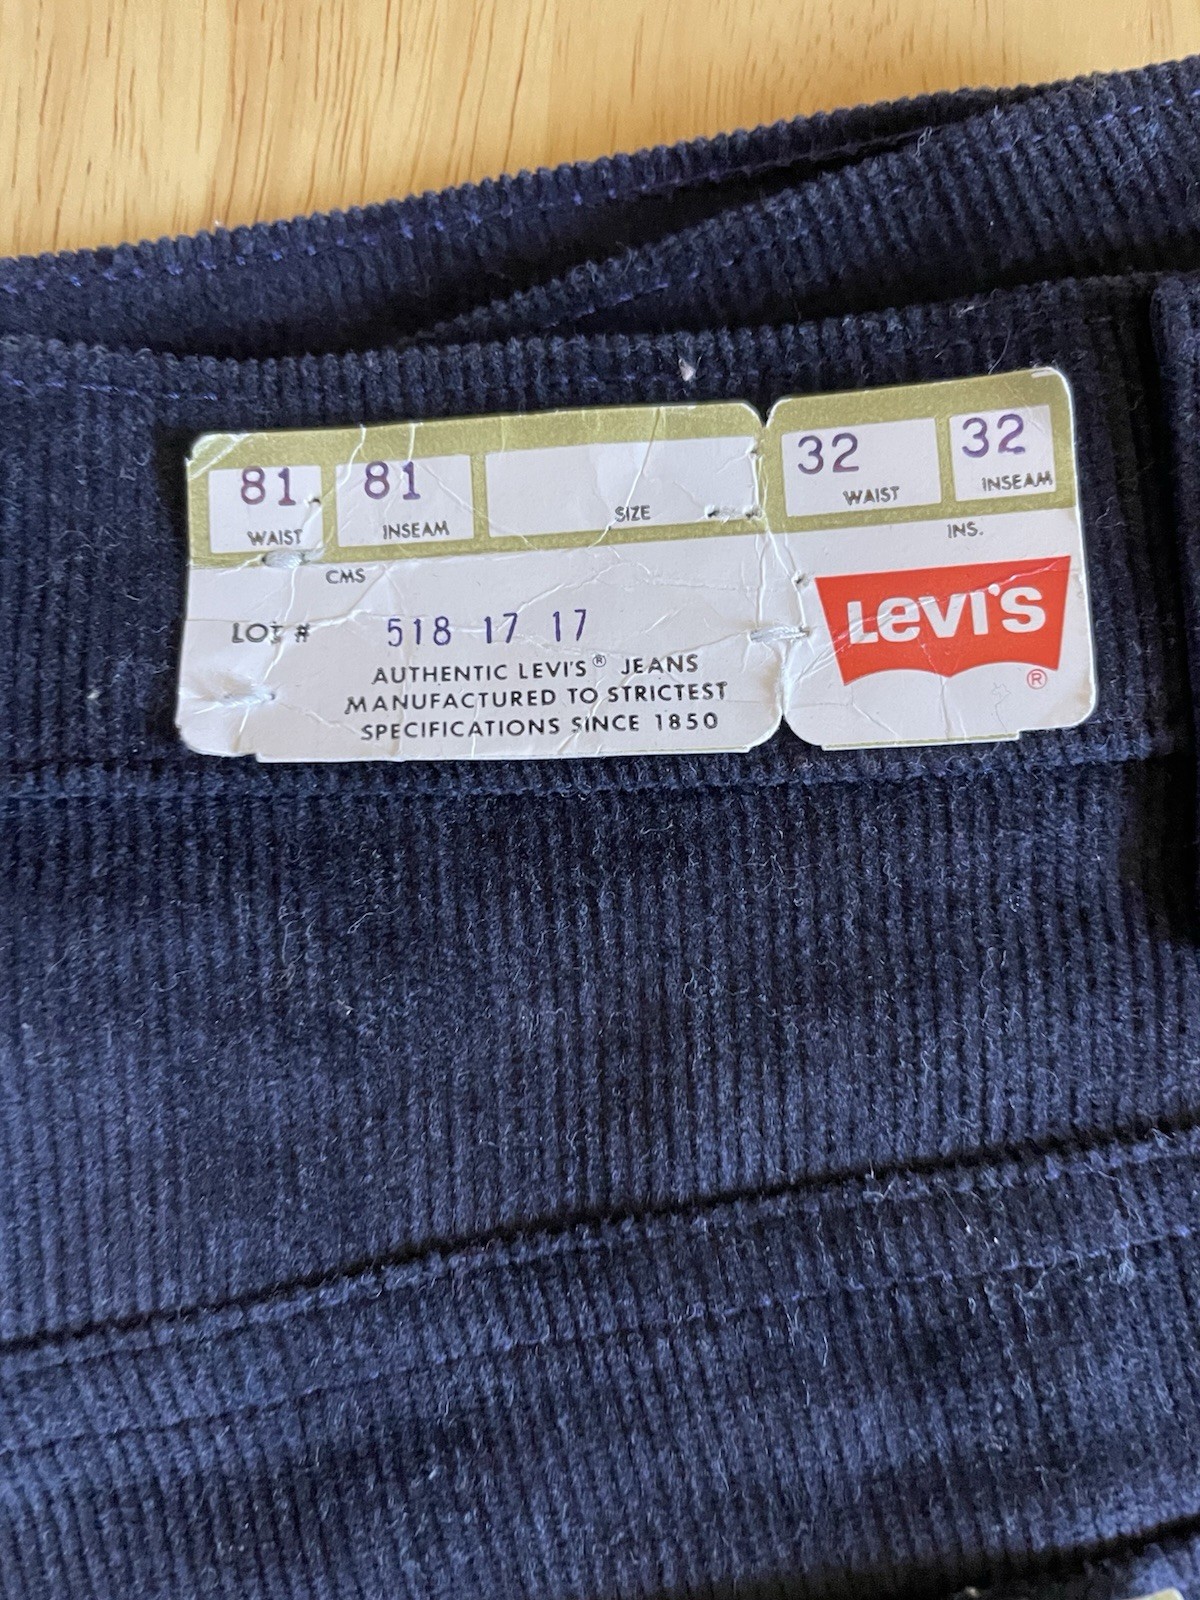 81 81 32 32
WAIST INSEAM SIZE WAIST INSEAM
CMS INS.
LOT # 518 17 17
AUTHENTIC LEVI'S® JEANS
MANUFACTURED TO STRICTEST
SPECIFICATIONS SINCE 1850
LEVI'S
®